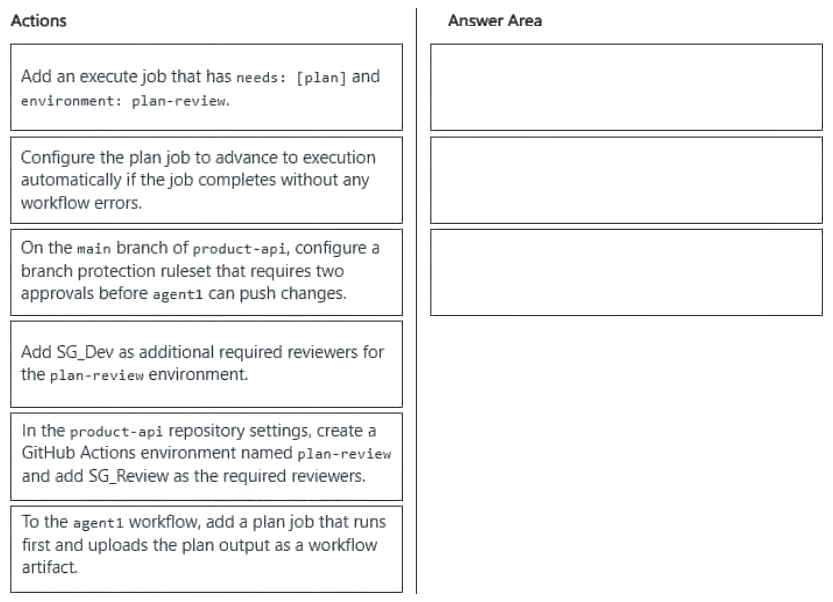 Actions
Answer Area
Add an execute job that has needs: [plan] and
environment: plan-review.
Configure the plan job to advance to execution
automatically if the job completes without any
workflow errors.
On the main branch of product-api, configure a
branch protection ruleset that requires two
approvals before agent1 can push changes.
Add SG_Dev as additional required reviewers for
the plan-review environment.
In the product-api repository settings, create a
GitHub Actions environment named plan-review
and add SG_Review as the required reviewers.
To the agent1 workflow, add a plan job that runs
first and uploads the plan output as a workflow
artifact.